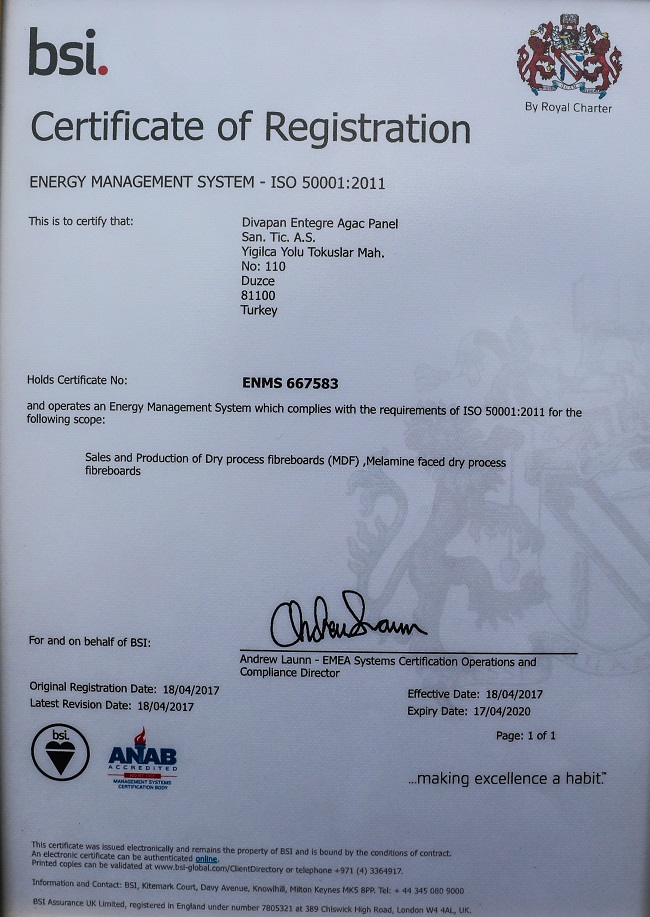 bsi.
By Royal Charter
Certificate of Registration
ENERGY MANAGEMENT SYSTEM - ISO 50001:2011
This is to certify that:
Divapan Entegre Agac Panel
San. Tic. A.S.
Yigilca Yolu Tokuslar Mah.
No: 110
Duzce
81100
Turkey
Holds Certificate No:
ENMS 667583
and operates an Energy Management System which complies with the requirements of ISO 50001:2011 for the
following scope:
Sales and Production of Dry process fibreboards (MDF) ,Melamine faced dry process
fibreboards
For and on behalf of BSI:
Andrew Launn - EMEA Systems Certification Operations and
Compliance Director
Original Registration Date: 18/04/2017
Latest Revision Date: 18/04/2017
Effective Date: 18/04/2017
Expiry Date: 17/04/2020
Page: 1 of 1
bsi.
ANAB
ACCREDITED
MANAGEMENT SYSTEMS
CERTIFICATION BODY
...making excellence a habit.™
This certificate was issued electronically and remains the property of BSI and is bound by the conditions of contract.
An electronic certificate can be authenticated online.
Printed copies can be validated at www.bsi-global.com/ClientDirectory or telephone +971 (4) 3364917.
Information and Contact: BSI, Kitemark Court, Davy Avenue, Knowlhill, Milton Keynes MK5 8PP. Tel: + 44 345 080 9000
BSI Assurance UK Limited, registered in England under number 7805321 at 389 Chiswick High Road, London W4 4AL, UK.